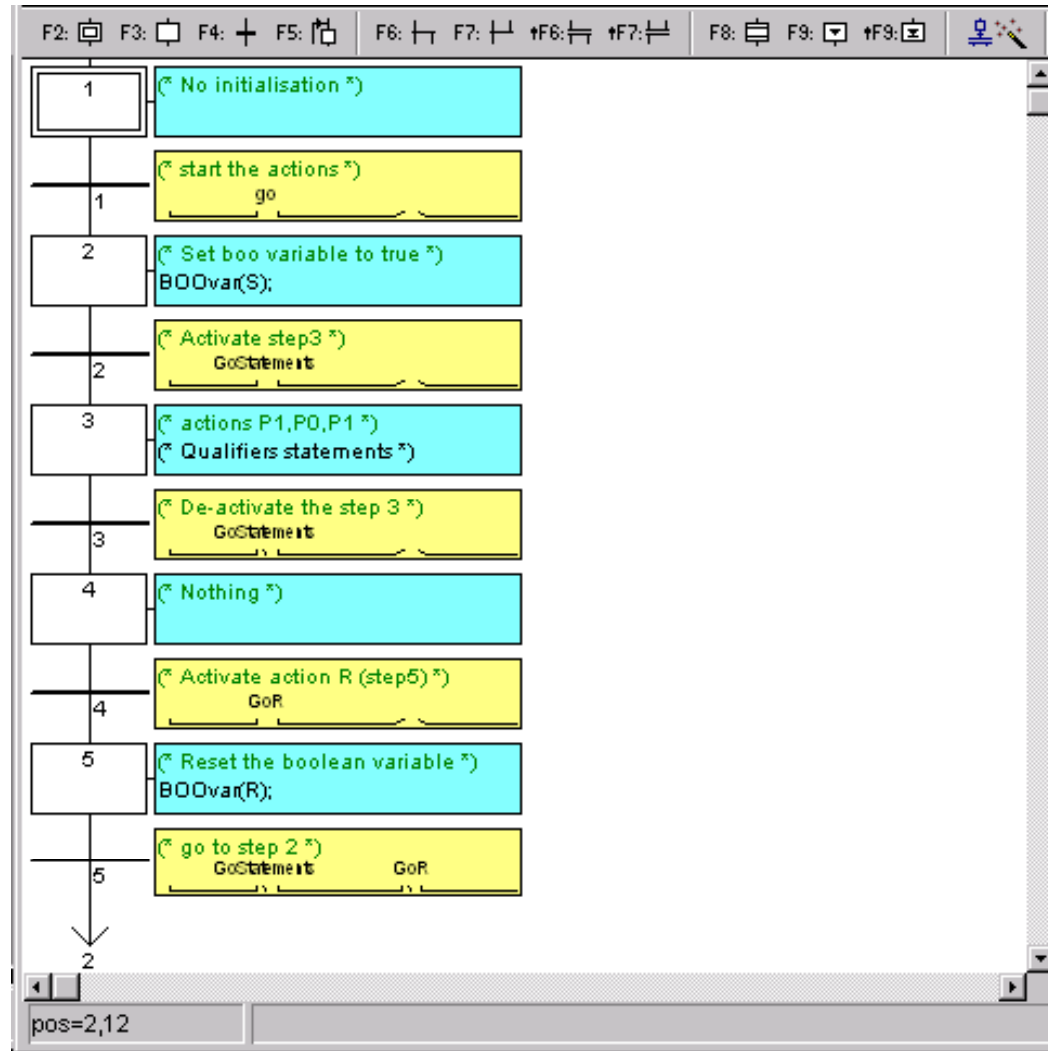 F2: F3: F4: F5: F6: F7: ↑F6: ↑F7: F8: F9: ↑F9:
1
(* No initialisation *)
(* start the actions *)
go
1
2
(* Set boo variable to true *)
BOOvar(S);
(* Activate step3 *)
GoStatements
2
3
(* actions P1,P0,P1 *)
(* Qualifiers statements *)
(* De-activate the step 3 *)
GoStatements
3
4
(* Nothing *)
(* Activate action R (step5) *)
GoR
4
5
(* Reset the boolean variable *)
BOOvar(R);
(* go to step 2 *)
GoStatements GoR
5
2
pos=2,12